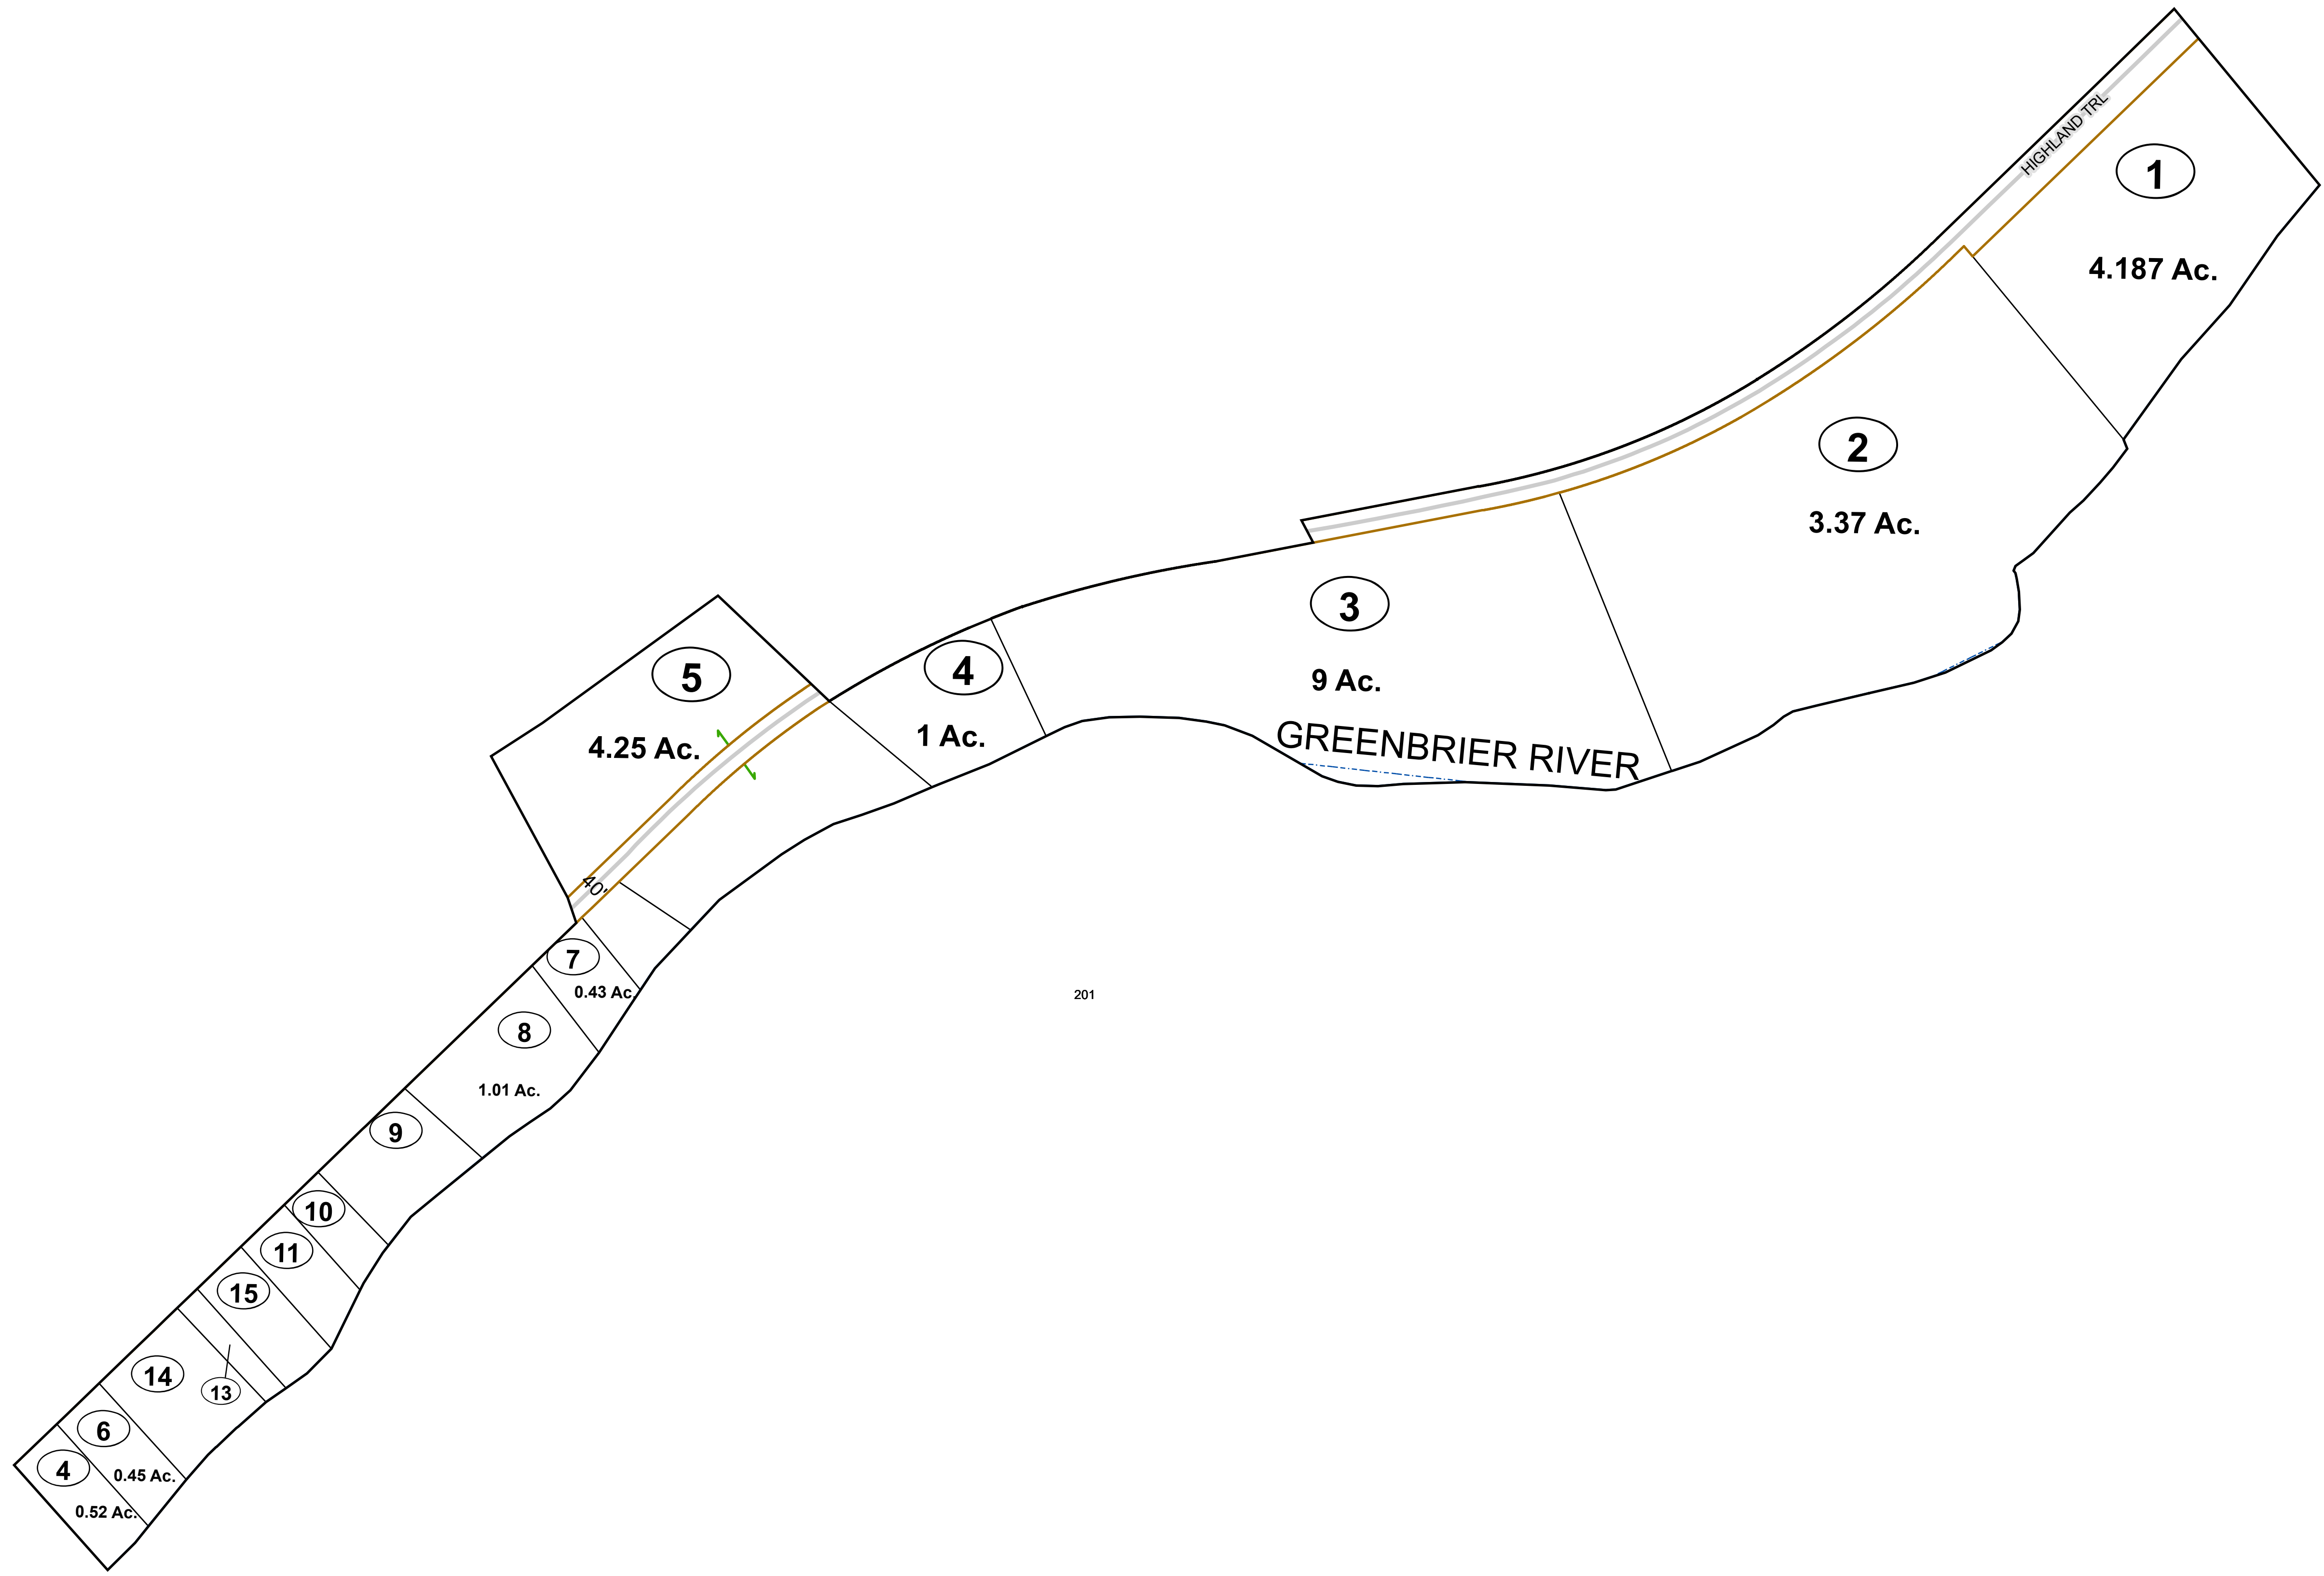 HIGHLAND TRL
1
4.187 Ac.
2
3.37 Ac.
3
9 Ac.
GREENBRIER RIVER
4
1 Ac.
5
4.25 Ac.
40'
7
0.43 Ac.
201
8
1.01 Ac.
9
10
11
15
14
13
6
0.45 Ac.
4
0.52 Ac.